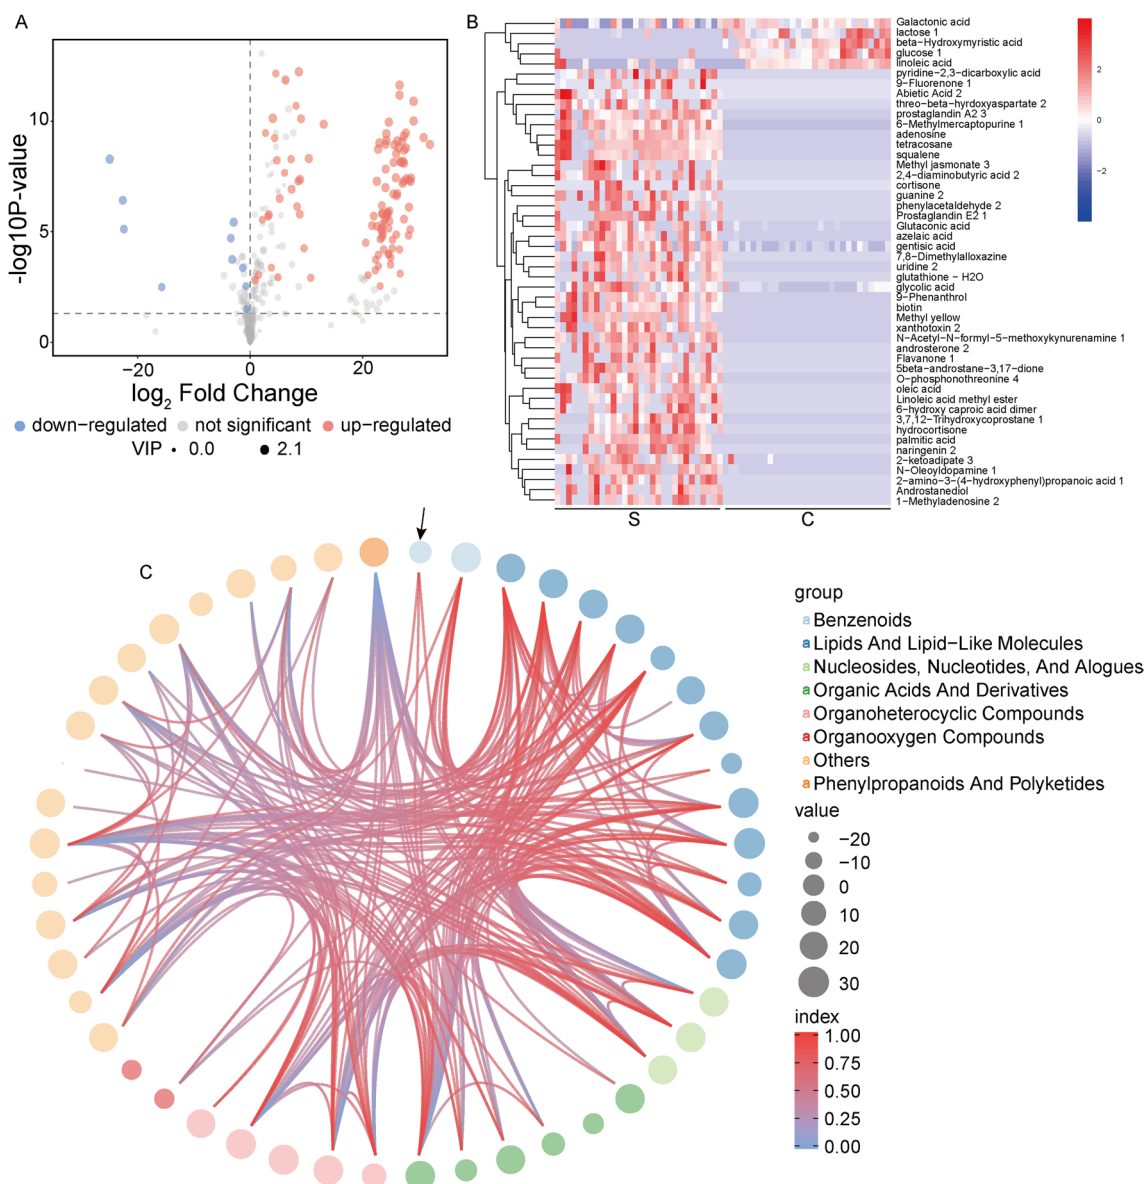 A
-log10P-value
10
5
0
−20
0
20
log2 Fold Change
down-regulated not significant up-regulated
VIP 0.0 2.1
B
Galactonic acid
lactose 1
beta−Hydroxymyristic acid
glucose 1
linoleic acid
pyridine−2,3−dicarboxylic acid
9−Fluorenone 1
Abietic Acid 2
threo−beta−hyrdoxyaspartate 2
prostaglandin A2 3
6−Methylmercaptopurine 1
adenosine
tetracosane
squalene
Methyl jasmonate 3
2,4−diaminobutyric acid 2
cortisone
guanine 2
phenylacetaldehyde 2
Prostaglandin E2 1
Glutaconic acid
azelaic acid
gentisic acid
7,8−Dimethylalloxazine
uridine 2
glutathione − H2O
glycolic acid
9−Phenanthrol
biotin
Methyl yellow
xanthotoxin 2
N−Acetyl−N−formyl−5−methoxykynurenamine 1
androsterone 2
Flavanone 1
5beta−androstane−3,17−dione
O−phosphonothreonine 4
oleic acid
Linoleic acid methyl ester
6−hydroxy caproic acid dimer
3,7,12−Trihydroxycoprostane 1
hydrocortisone
palmitic acid
naringenin 2
2−ketoadipate 3
N−Oleoyldopamine 1
2−amino−3−(4−hydroxyphenyl)propanoic acid 1
Androstanediol
1−Methyladenosine 2
S
C
2
0
−2
C
group
a Benzenoids
a Lipids And Lipid−Like Molecules
a Nucleosides, Nucleotides, And Alogues
a Organic Acids And Derivatives
a Organoheterocyclic Compounds
a Organooxygen Compounds
a Others
a Phenylpropanoids And Polyketides
value
−20
−10
0
10
20
30
index
1.00
0.75
0.50
0.25
0.00